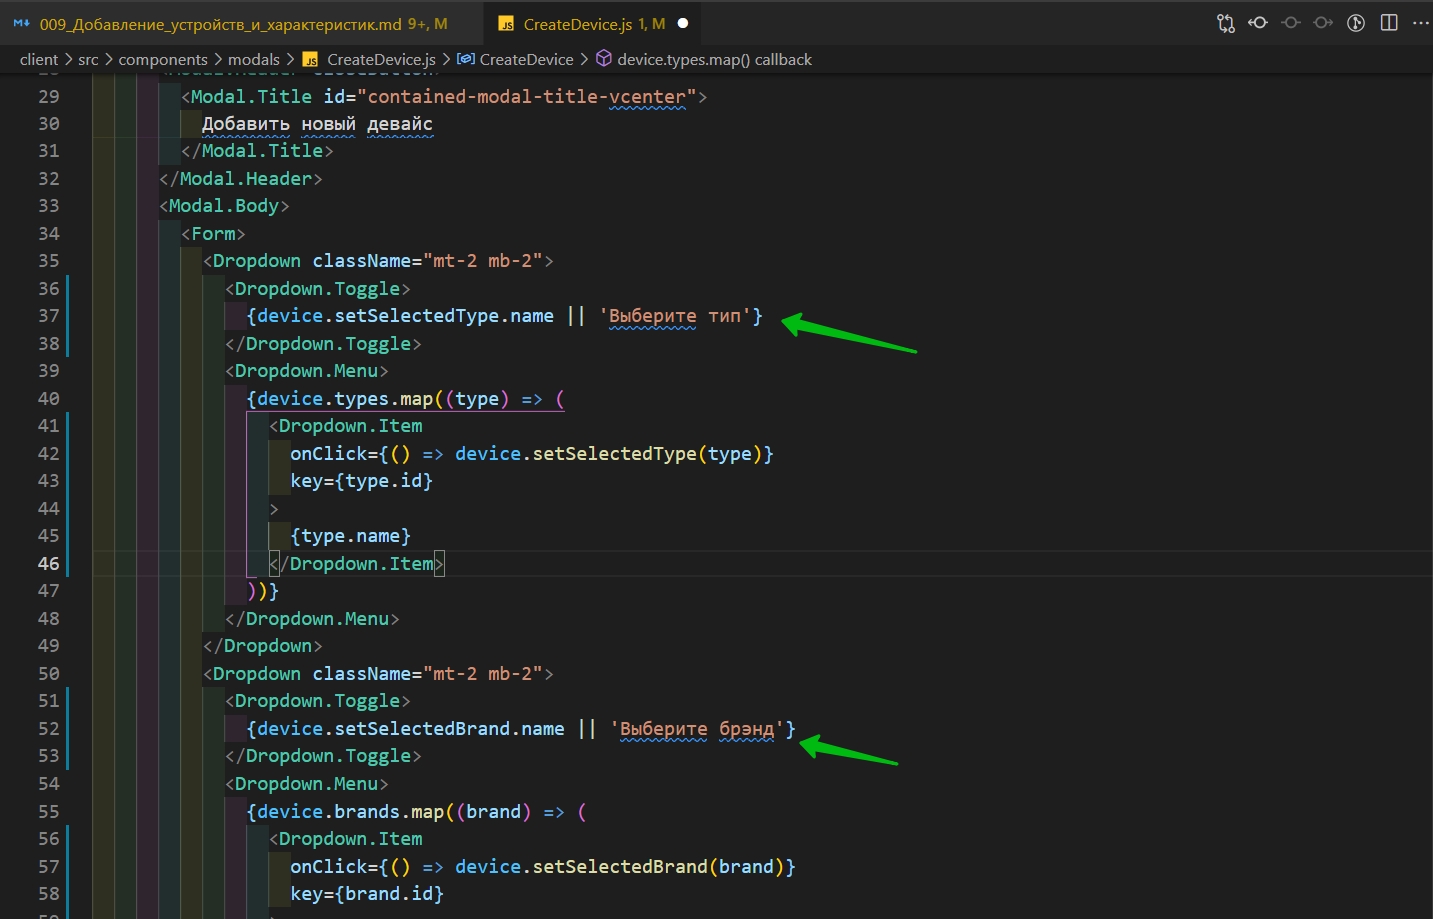 009_Добавление_устройств_и_характеристик.md 9+, M CreateDevice.js 1, M
client > src > components > modals > CreateDevice.js > CreateDevice > device.types.map() callback
29 <Modal.Title id="contained-modal-title-vcenter">
30 Добавить новый девайс
31 </Modal.Title>
32 </Modal.Header>
33 <Modal.Body>
34 <Form>
35 <Dropdown className="mt-2 mb-2">
36 <Dropdown.Toggle>
37 {device.setSelectedType.name || 'Выберите тип'}
38 </Dropdown.Toggle>
39 <Dropdown.Menu>
40 {device.types.map((type) => (
41 <Dropdown.Item
42 onClick={() => device.setSelectedType(type)}
43 key={type.id}
44 >
45 {type.name}
46 </Dropdown.Item>
47 ))}
48 </Dropdown.Menu>
49 </Dropdown>
50 <Dropdown className="mt-2 mb-2">
51 <Dropdown.Toggle>
52 {device.setSelectedBrand.name || 'Выберите брэнд'}
53 </Dropdown.Toggle>
54 <Dropdown.Menu>
55 {device.brands.map((brand) => (
56 <Dropdown.Item
57 onClick={() => device.setSelectedBrand(brand)}
58 key={brand.id}